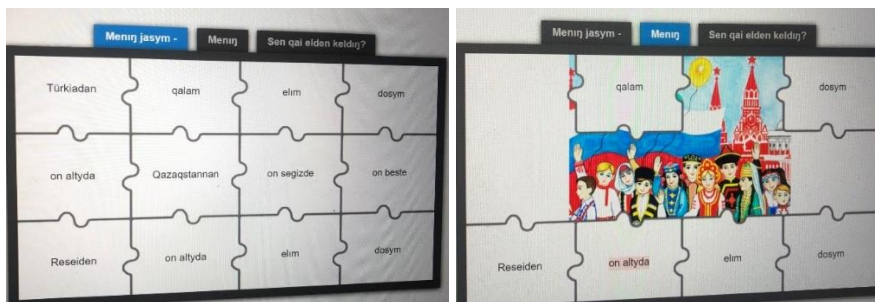 Menıŋ jasym -
Menıŋ
Sen qai elden keldıŋ?
Türkiadan
qalam
elım
dosym
on altyda
Qazaqstannan
on segizde
on beste
Reseiden
on altyda
elım
dosym
Menıŋ jasym -
Menıŋ
Sen qai elden keldıŋ?
qalam
dosym
Reseiden
on altyda
elım
dosym